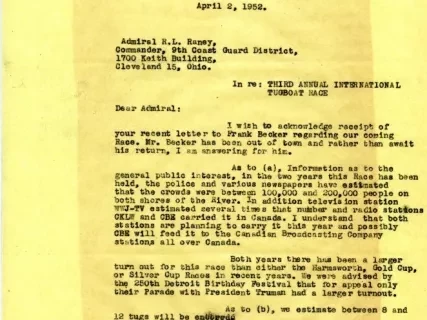 April 2, 1952.
Admiral R.L. Raney,
Commander, 9th Coast Guard District,
1700 Keith Building,
Cleveland 15, Ohio.
In re: THIRD ANNUAL INTERNATIONAL
TUGBOAT RACE
Dear Admiral:
I wish to acknowledge receipt of
your recent letter to Frank Becker regarding our coming
Race. Mr. Becker has been out of town and rather than await
his return, I am answering for him.
As to (a), Information as to the
general public interest, in the two years this Race has been
held, the police and various newspapers have estimated
that the crowds were between 100,000 and 200,000 people on
both shores of the River. In addition television station
WWJ-TV estimated several times that number and radio stations
CKLW and CBE carried it in Canada. I understand that both
stations are planning to carry it this year and possibly
CBE will feed it to the Canadian Broadcasting Company
stations all over Canada.
Both years there has been a larger
turn out for this race than either the Harmsworth, Gold Cup,
or Silver Cup Races in recent years. We were advised by
the 250th Detroit Birthday Festival that for appeal only
their Parade with President Truman had a larger turnout.
As to (b), we estimate between 8 and
12 tugs will be entered